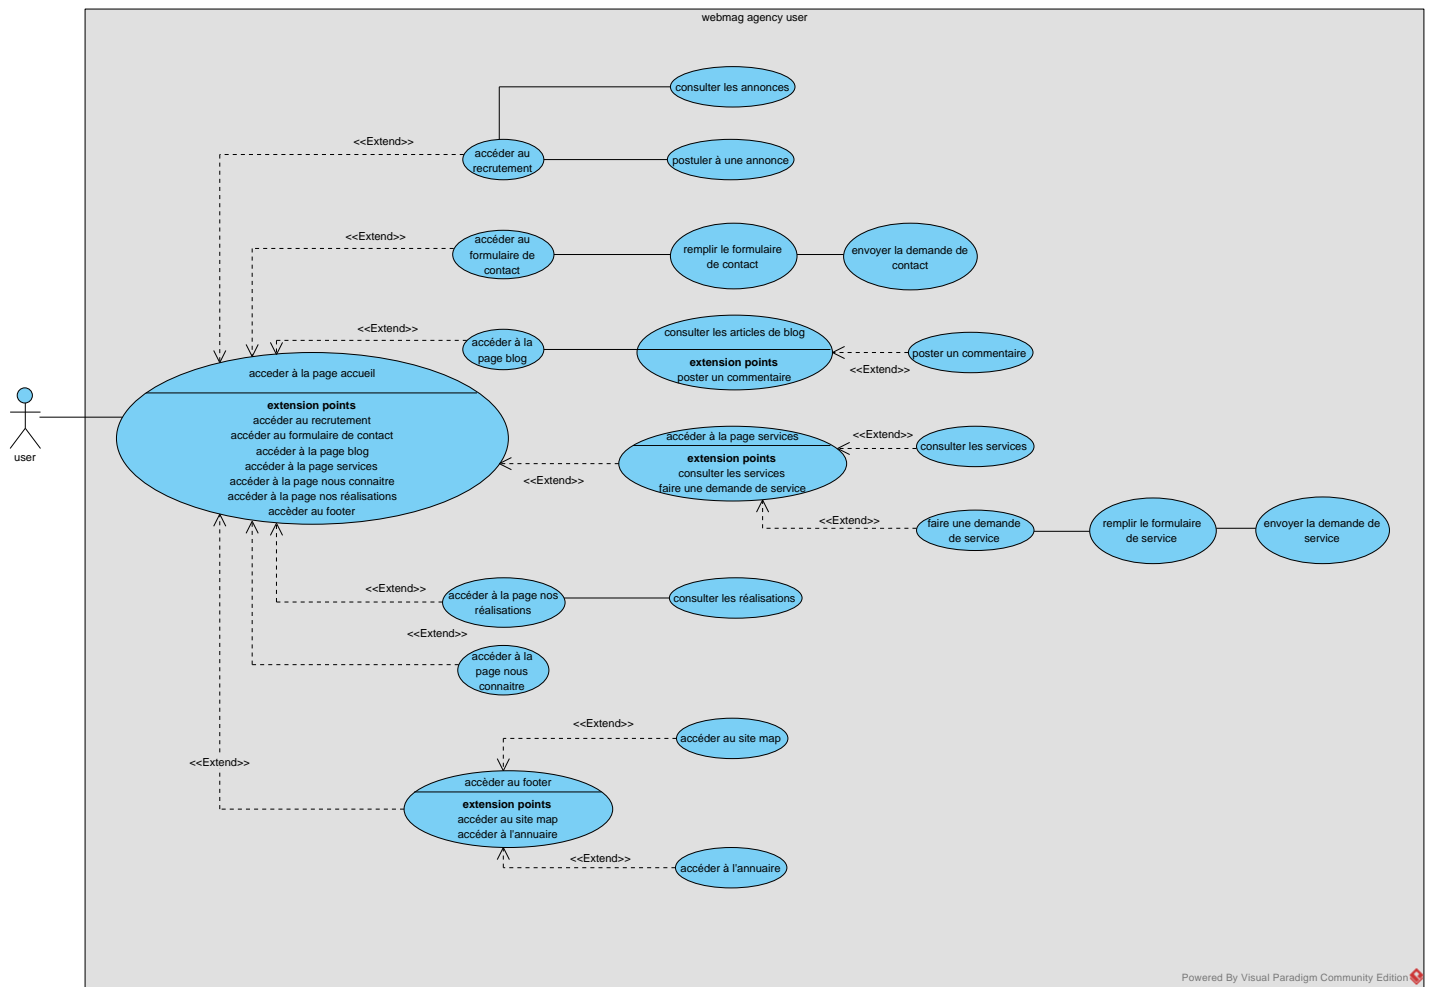 webmag agency user
consulter les annonces
<<Extend>>
accéder au
recrutement
postuler à une annonce
<<Extend>>
accéder au
formulaire de
contact
remplir le formulaire
de contact
envoyer la demande de
contact
<<Extend>>
accéder à la
page blog
consulter les articles de blog
extension points
poster un commentaire
<<Extend>>
poster un commentaire
acceder à la page accueil
extension points
accéder au recrutement
accéder au formulaire de contact
accéder à la page blog
accéder à la page services
accéder à la page nous connaitre
accéder à la page nos réalisations
accèder au footer
user
<<Extend>>
accéder à la page services
extension points
consulter les services
faire une demande de service
<<Extend>>
consulter les services
<<Extend>>
faire une demande
de service
remplir le formulaire
de service
envoyer la demande de
service
<<Extend>>
accéder à la page nos
réalisations
consulter les réalisations
<<Extend>>
accéder à la
page nous
connaitre
<<Extend>>
accéder au site map
<<Extend>>
accèder au footer
extension points
accéder au site map
accéder à l'annuaire
<<Extend>>
accéder à l'annuaire
Powered By Visual Paradigm Community Edition